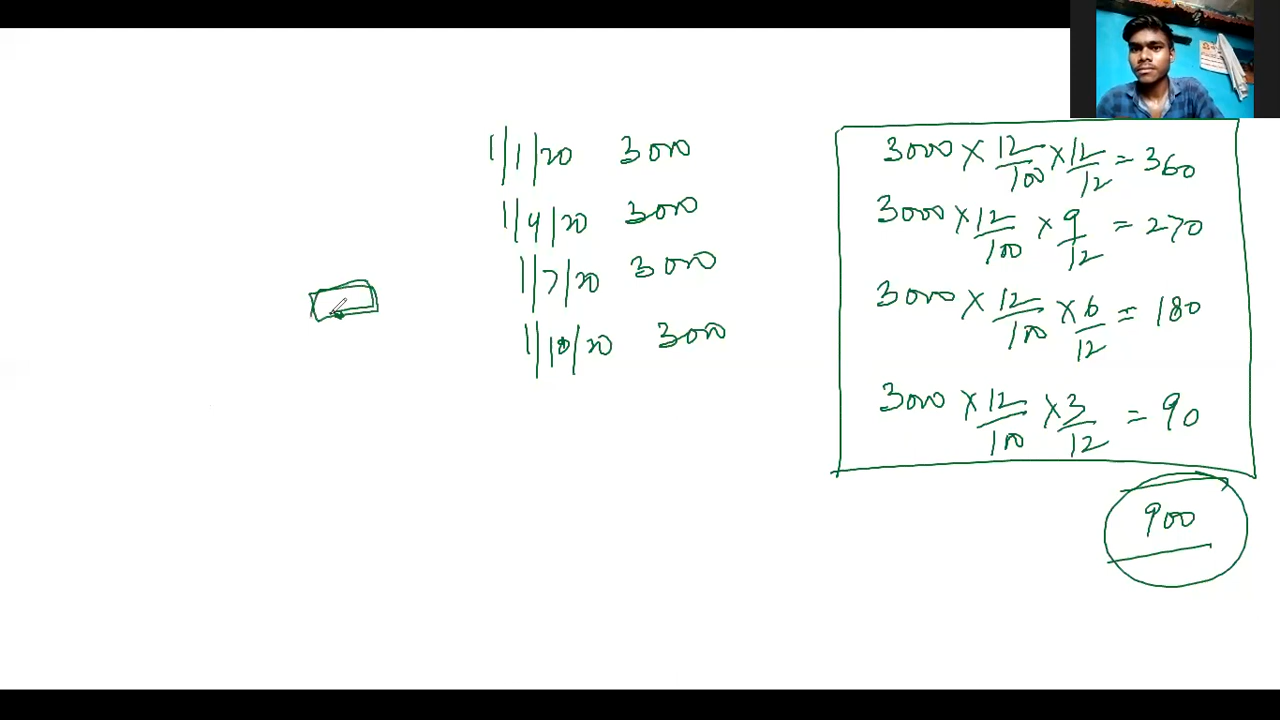 1/1/20 3000
1/4/20 3000
1/7/20 3000
1/10/20 3000
3000 × 12/100 × 12/12 = 360
3000 × 12/100 × 9/12 = 270
3000 × 12/100 × 6/12 = 180
3000 × 12/100 × 3/12 = 90
900